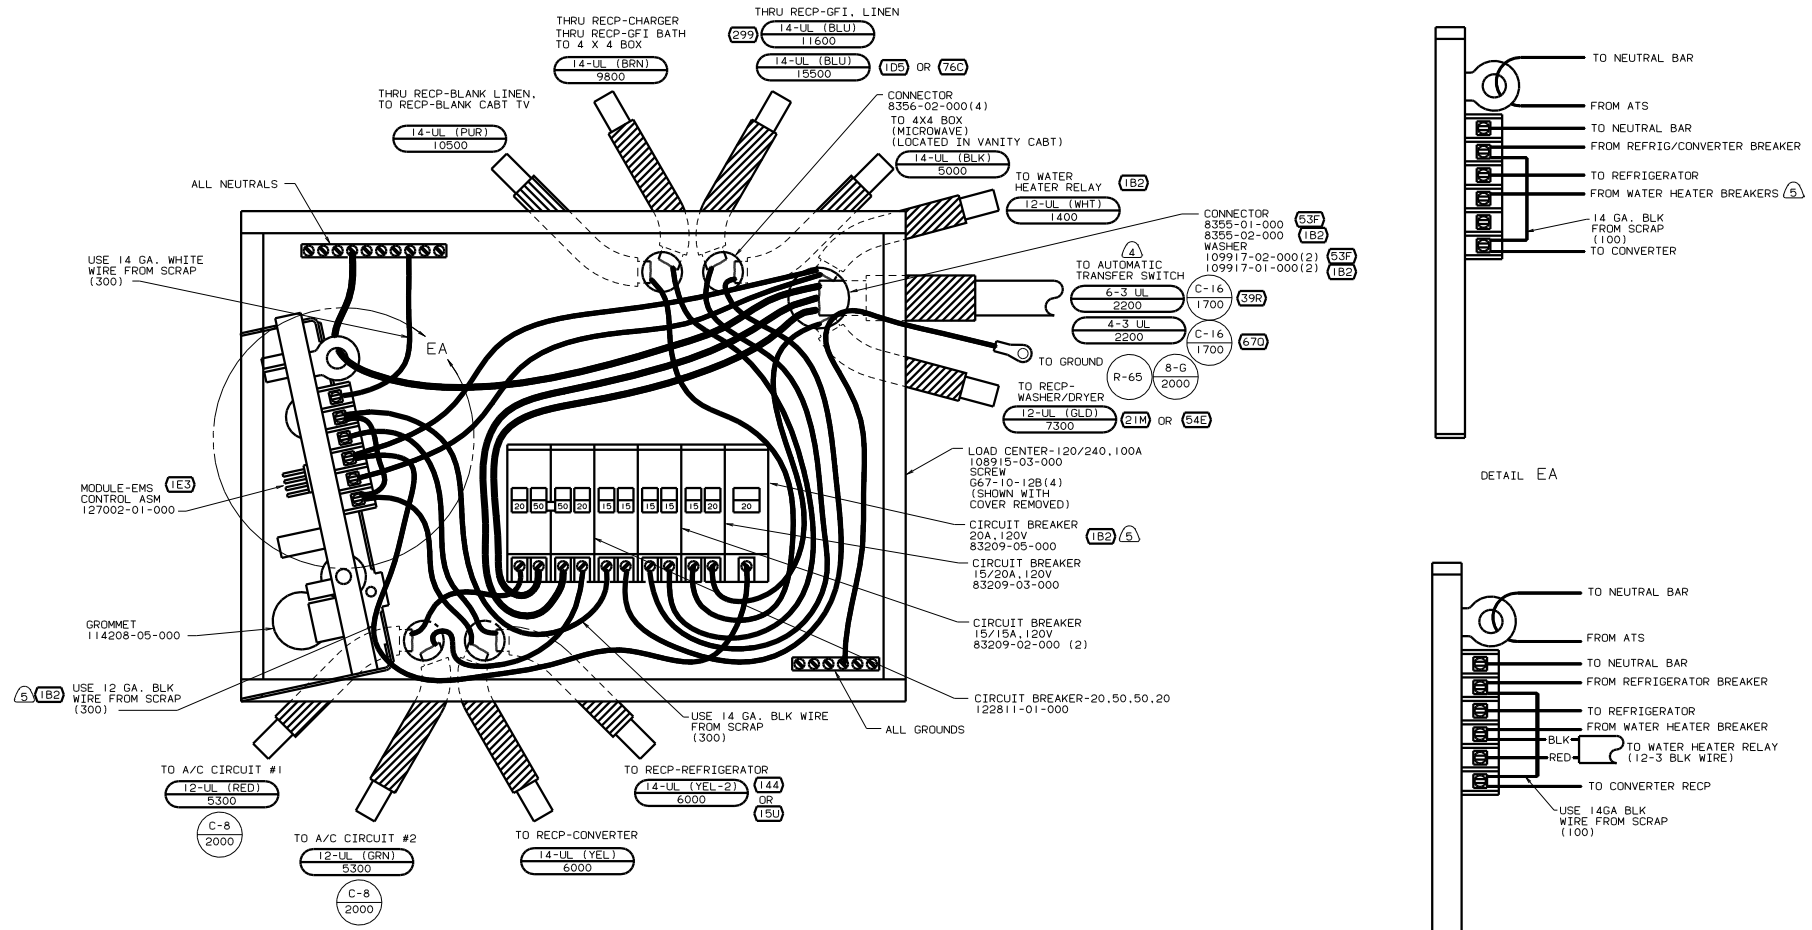 THRU RECP-CHARGER
THRU RECP-GFI BATH
TO 4 X 4 BOX
14-UL (BRN)
9800
THRU RECP-GFI, LINEN
299
14-UL (BLU)
11600
14-UL (BLU)
15500
1D5 OR 76C
THRU RECP-BLANK LINEN,
TO RECP-BLANK CABT TV
14-UL (PUR)
10500
CONNECTOR
8356-02-000(4)
TO 4X4 BOX
(MICROWAVE)
(LOCATED IN VANITY CABT)
14-UL (BLK)
5000
TO WATER
HEATER RELAY
1B2
12-UL (WHT)
1400
ALL NEUTRALS
CONNECTOR
8355-01-000
53F
8355-02-000
1B2
WASHER
109917-02-000(2)
53F
109917-01-000(2)
1B2
4
TO AUTOMATIC
TRANSFER SWITCH
6-3 UL
2200
C-16
1700
39R
4-3 UL
2200
C-16
1700
67Q
USE 14 GA. WHITE
WIRE FROM SCRAP
(300)
EA
TO GROUND
R-65
8-G
2000
TO RECP-
WASHER/DRYER
12-UL (GLD)
7300
21M OR 54E
LOAD CENTER-120/240,100A
108915-03-000
SCREW
G67-10-12B(4)
(SHOWN WITH
COVER REMOVED)
MODULE-EMS
CONTROL ASM
127002-01-000
1E3
20 50 50 20 15 15 15 15 15 20 20
CIRCUIT BREAKER
20A,120V
83209-05-000
1B2
5
CIRCUIT BREAKER
15/20A,120V
83209-03-000
CIRCUIT BREAKER
15/15A,120V
83209-02-000 (2)
GROMMET
114208-05-000
5
1B2
USE 12 GA. BLK
WIRE FROM SCRAP
(300)
CIRCUIT BREAKER-20,50,50,20
122811-01-000
USE 14 GA. BLK WIRE
FROM SCRAP
(300)
ALL GROUNDS
TO A/C CIRCUIT #1
12-UL (RED)
5300
C-8
2000
TO A/C CIRCUIT #2
12-UL (GRN)
5300
C-8
2000
TO RECP-CONVERTER
14-UL (YEL)
6000
TO RECP-REFRIGERATOR
14-UL (YEL-2)
6000
144
OR
15U
TO NEUTRAL BAR
FROM ATS
TO NEUTRAL BAR
FROM REFRIG/CONVERTER BREAKER
TO REFRIGERATOR
FROM WATER HEATER BREAKERS
5
14 GA. BLK
FROM SCRAP
(100)
TO CONVERTER
DETAIL EA
TO NEUTRAL BAR
FROM ATS
TO NEUTRAL BAR
FROM REFRIGERATOR BREAKER
TO REFRIGERATOR
FROM WATER HEATER BREAKER
BLK
RED
TO WATER HEATER RELAY
(12-3 BLK WIRE)
TO CONVERTER RECP
USE 14GA BLK
WIRE FROM SCRAP
(100)